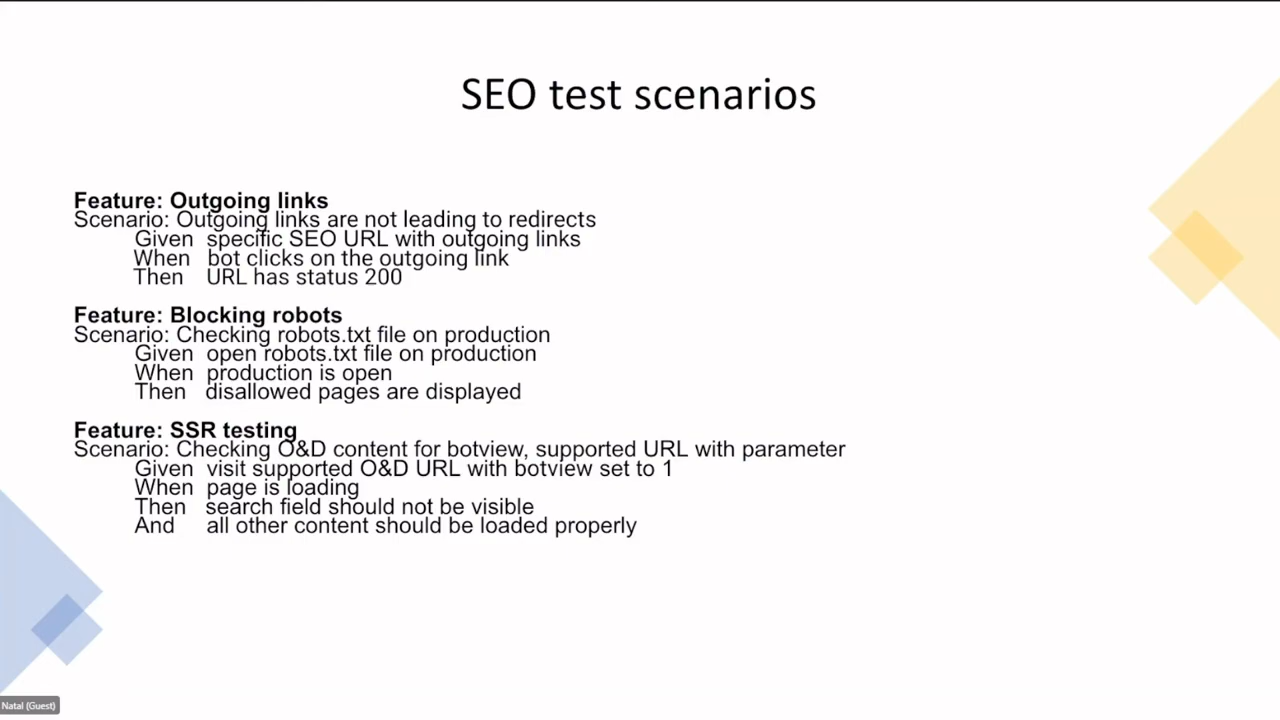 SEO test scenarios
Feature: Outgoing links
Scenario: Outgoing links are not leading to redirects
Given specific SEO URL with outgoing links
When bot clicks on the outgoing link
Then URL has status 200
Feature: Blocking robots
Scenario: Checking robots.txt file on production
Given open robots.txt file on production
When production is open
Then disallowed pages are displayed
Feature: SSR testing
Scenario: Checking O&D content for botview, supported URL with parameter
Given visit supported O&D URL with botview set to 1
When page is loading
Then search field should not be visible
And all other content should be loaded properly
Natal (Guest)